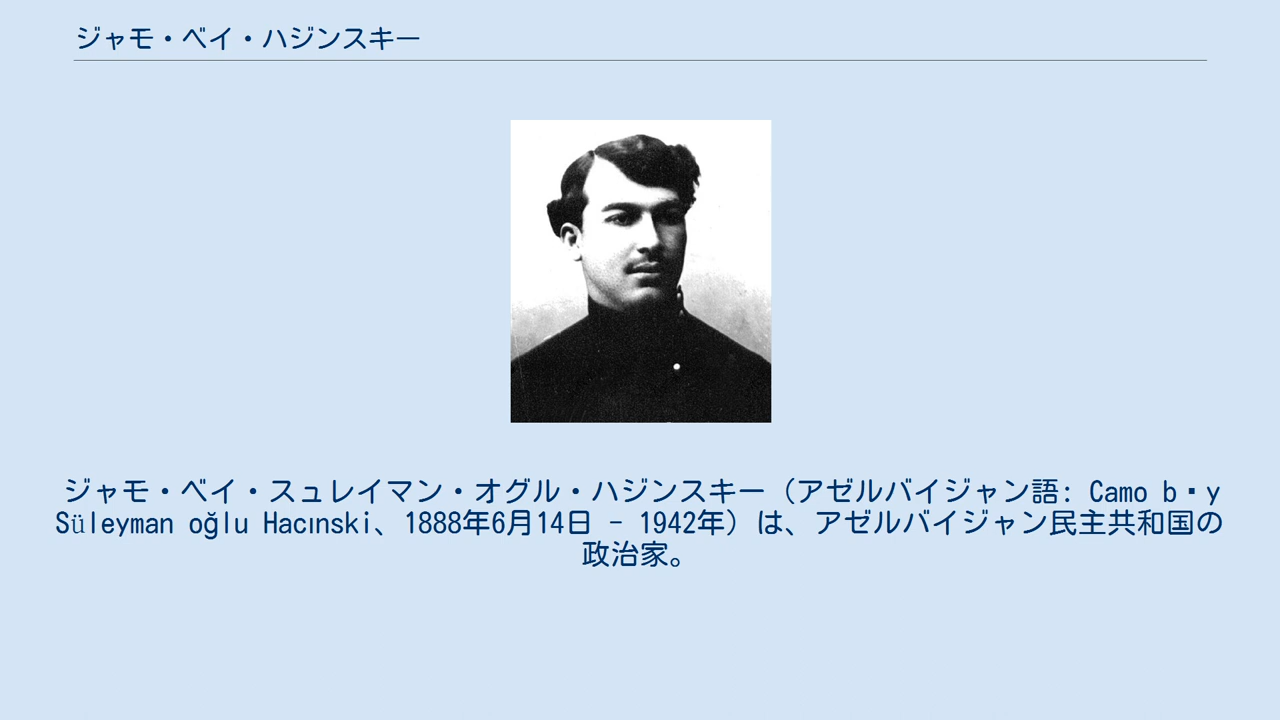 ジャモ・ベイ・ハジンスキー
ジャモ・ベイ・スュレイマン・オグル・ハジンスキー（アゼルバイジャン語: Camo b▪y
Süleyman oğlu Hacınski、1888年6月14日 - 1942年）は、アゼルバイジャン民主共和国の
政治家。